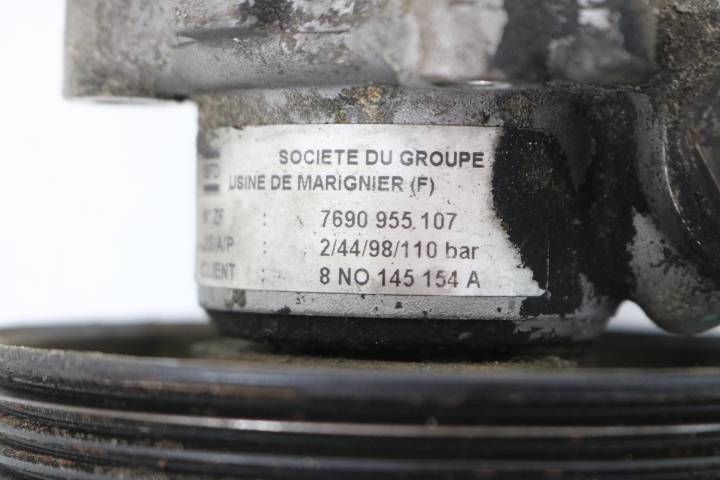 SOCIETE DU GROUPE
USINE DE MARIGNIER (F)
N° ZF : 7690 955 107
J/S/A/P : 2/44/98/110 bar
CLIENT : 8 NO 145 154 A